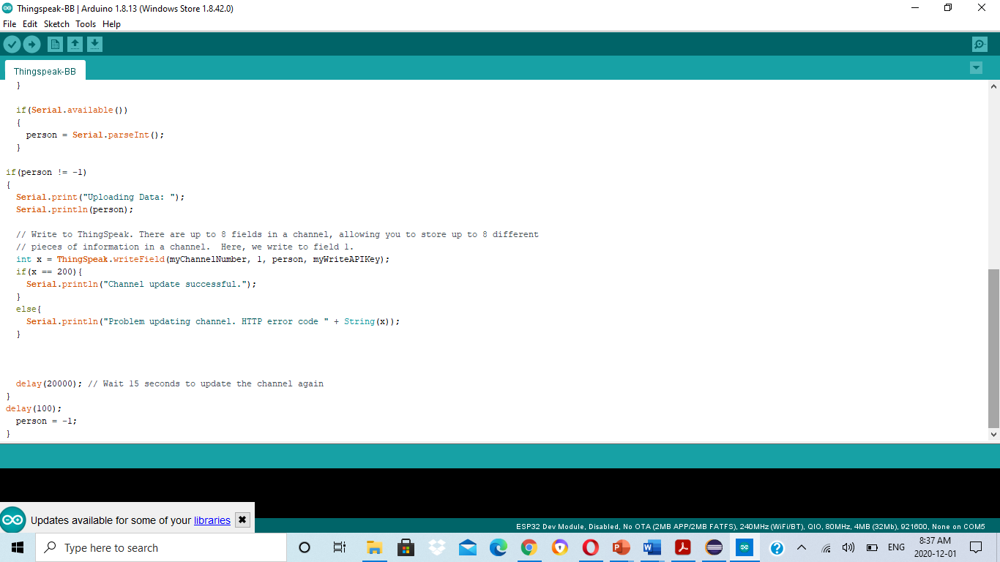 Thingspeak-BB | Arduino 1.8.13 (Windows Store 1.8.42.0)
File Edit Sketch Tools Help
Thingspeak-BB
}
if(Serial.available())
{
person = Serial.parseInt();
}
if(person != -1)
{
Serial.print("Uploading Data: ");
Serial.println(person);
// Write to ThingSpeak. There are up to 8 fields in a channel, allowing you to store up to 8 different
// pieces of information in a channel.  Here, we write to field 1.
int x = ThingSpeak.writeField(myChannelNumber, 1, person, myWriteAPIKey);
if(x == 200){
Serial.println("Channel update successful.");
}
else{
Serial.println("Problem updating channel. HTTP error code " + String(x));
}
delay(20000); // Wait 15 seconds to update the channel again
}
delay(100);
person = -1;
}
Updates available for some of your libraries
ESP32 Dev Module, Disabled, No OTA (2MB APP/2MB FATFS), 240MHz (WiFi/BT), QIO, 80MHz, 4MB (32Mb), 921600, None on COM5
Type here to search
ENG
8:37 AM
2020-12-01